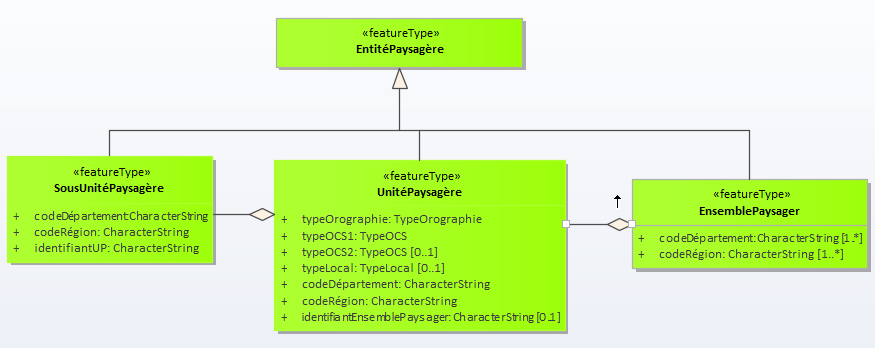 «featureType»
EntitéPaysagère
«featureType»
SousUnitéPaysagère
+ codeDépartement:CharacterString
+ codeRégion: CharacterString
+ identifiantUP: CharacterString
«featureType»
UnitéPaysagère
+ typeOrographie: TypeOrographie
+ typeOCS1: TypeOCS
+ typeOCS2: TypeOCS [0..1]
+ typeLocal: TypeLocal [0..1]
+ codeDépartement: CharacterString
+ codeRégion: CharacterString
+ identifiantEnsemblePaysager: CharacterString [0..1]
«featureType»
EnsemblePaysager
+ codeDépartement:CharacterString [1..*]
+ codeRégion: CharacterString [1..*]